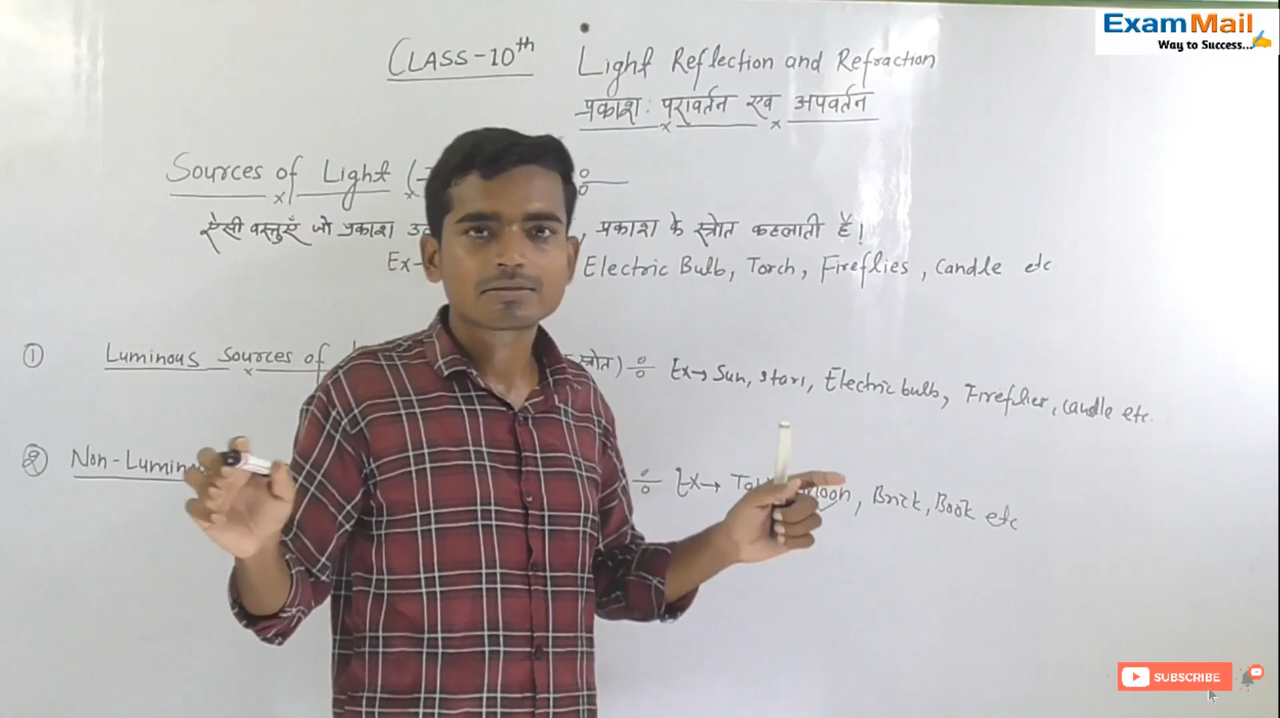 ExamMail
Way to Success...
CLASS-10th Light Reflection and Refraction
प्रकाश: परावर्तन एव अपवर्तन
Sources of Light
ऐसी वस्तुएँ जो प्रकाश , प्रकाश के स्त्रोत कहलाती हैं।
Ex- Electric Bulb, Torch, Fireflies, Candle etc
① Luminous Sources of स्त्रोत) ÷ Ex→ Sun, stars, Electric bulb, Fireflies, candle etc.
② Non-Lumin ÷ Ex→ Moon, Brick, Book etc
SUBSCRIBE